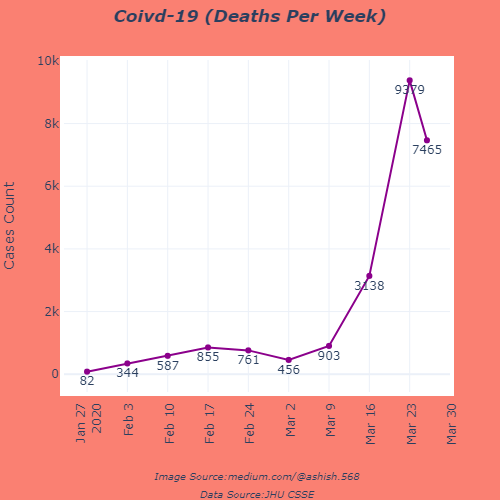 Coivd-19 (Deaths Per Week)
Cases Count
10k
8k
6k
4k
2k
0
82
344
587
855
761
456
903
3138
9379
7465
Jan 27
2020
Feb 3
Feb 10
Feb 17
Feb 24
Mar 2
Mar 9
Mar 16
Mar 23
Mar 30
Image Source:medium.com/@ashish.568
Data Source:JHU CSSE